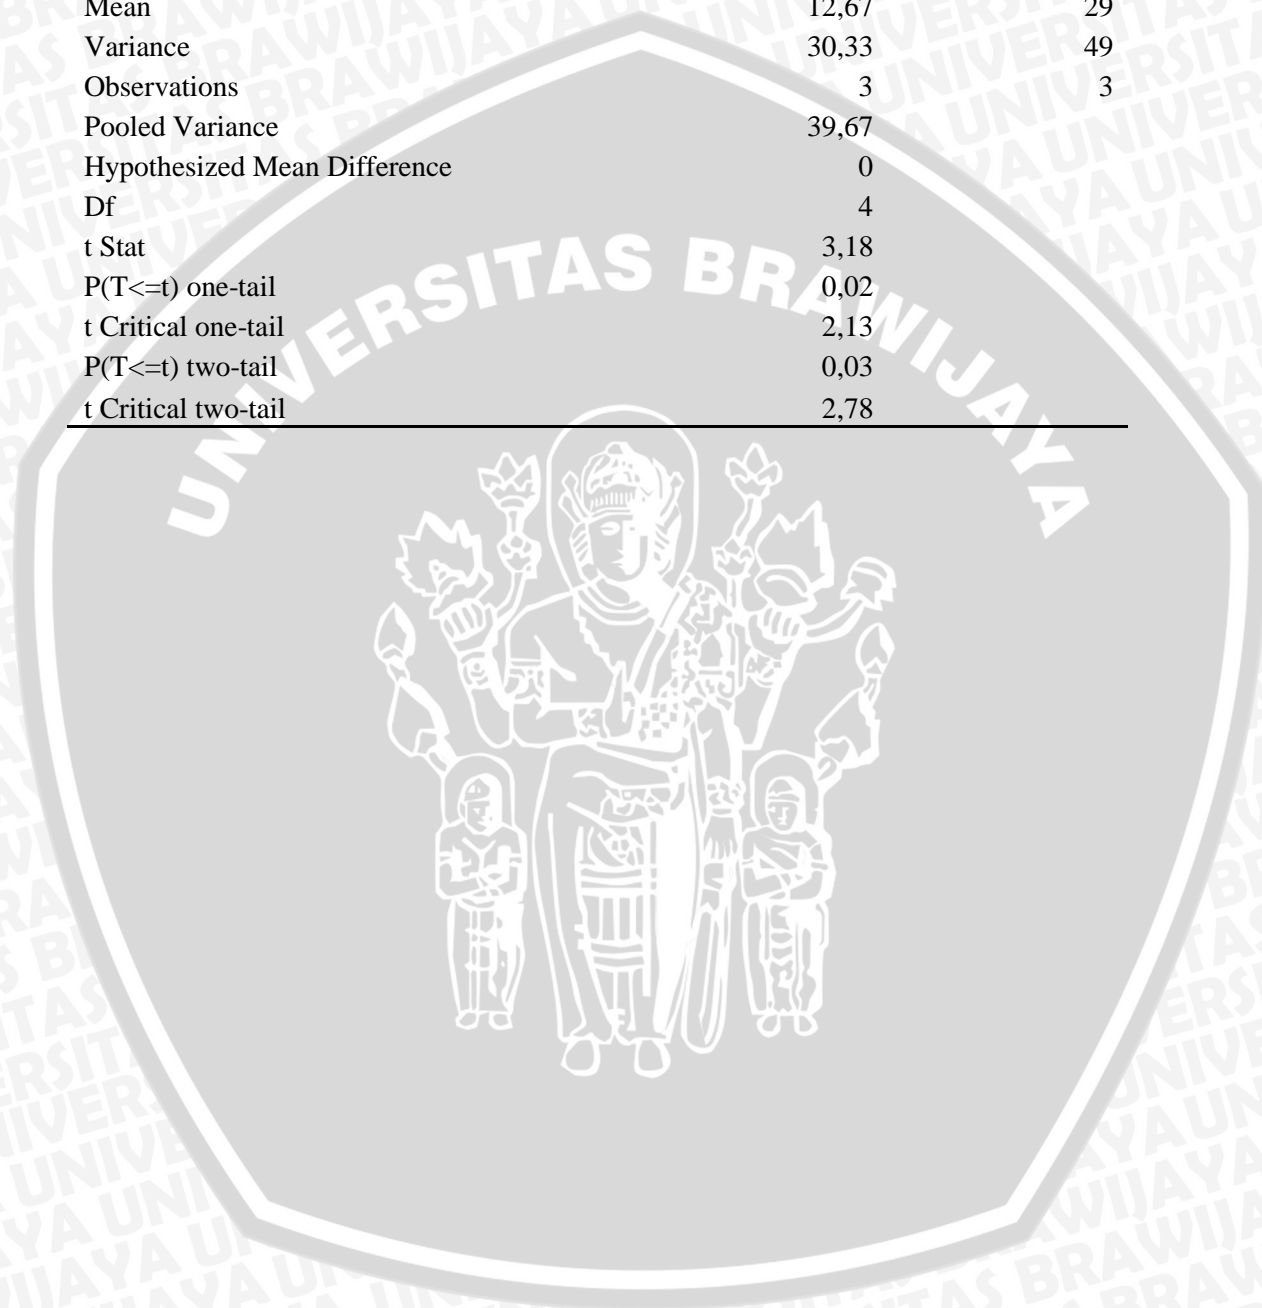 Mean 12,67 29
Variance 30,33 49
Observations 3 3
Pooled Variance 39,67
Hypothesized Mean Difference 0
Df 4
t Stat 3,18
P(T<=t) one-tail 0,02
t Critical one-tail 2,13
P(T<=t) two-tail 0,03
t Critical two-tail 2,78
UNIVERSITAS BRAWIJAYA